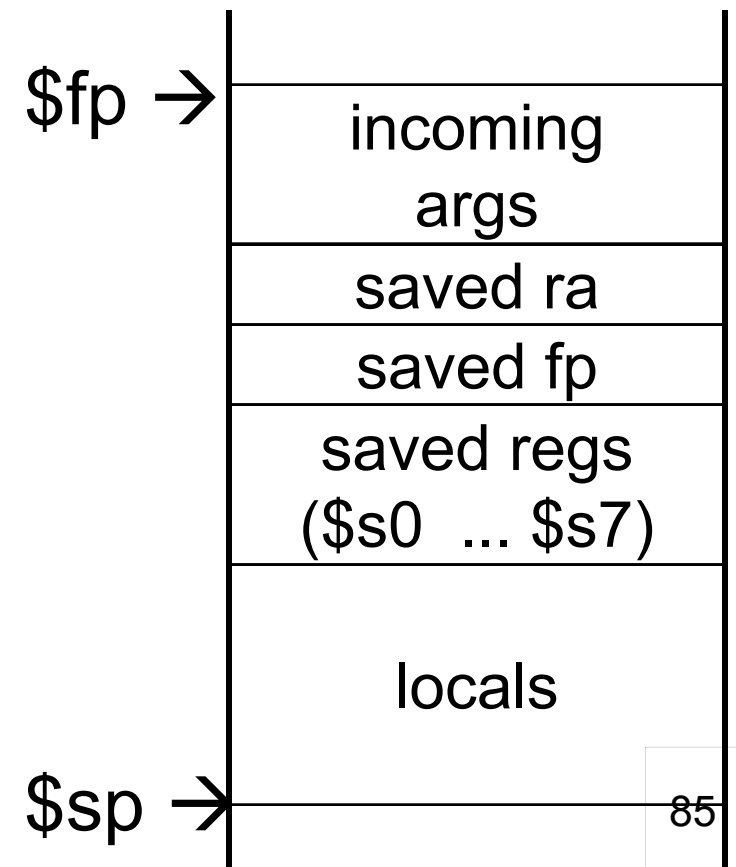 $fp →
incoming
args
saved ra
saved fp
saved regs
($s0 ... $s7)
locals
$sp →
85